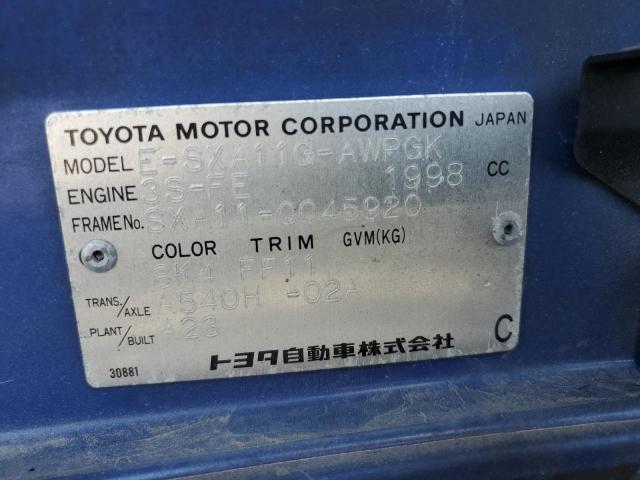 TOYOTA MOTOR CORPORATION JAPAN
MODEL E-SXA11G-AWPGK
ENGINE 3S-FE 1998 CC
FRAME No. SXA11-0045920
COLOR TRIM GVM(KG)
8K4 FF11
TRANS./AXLE A540H -02A
PLANT/BUILT A23
トヨタ自動車株式会社 C
30881